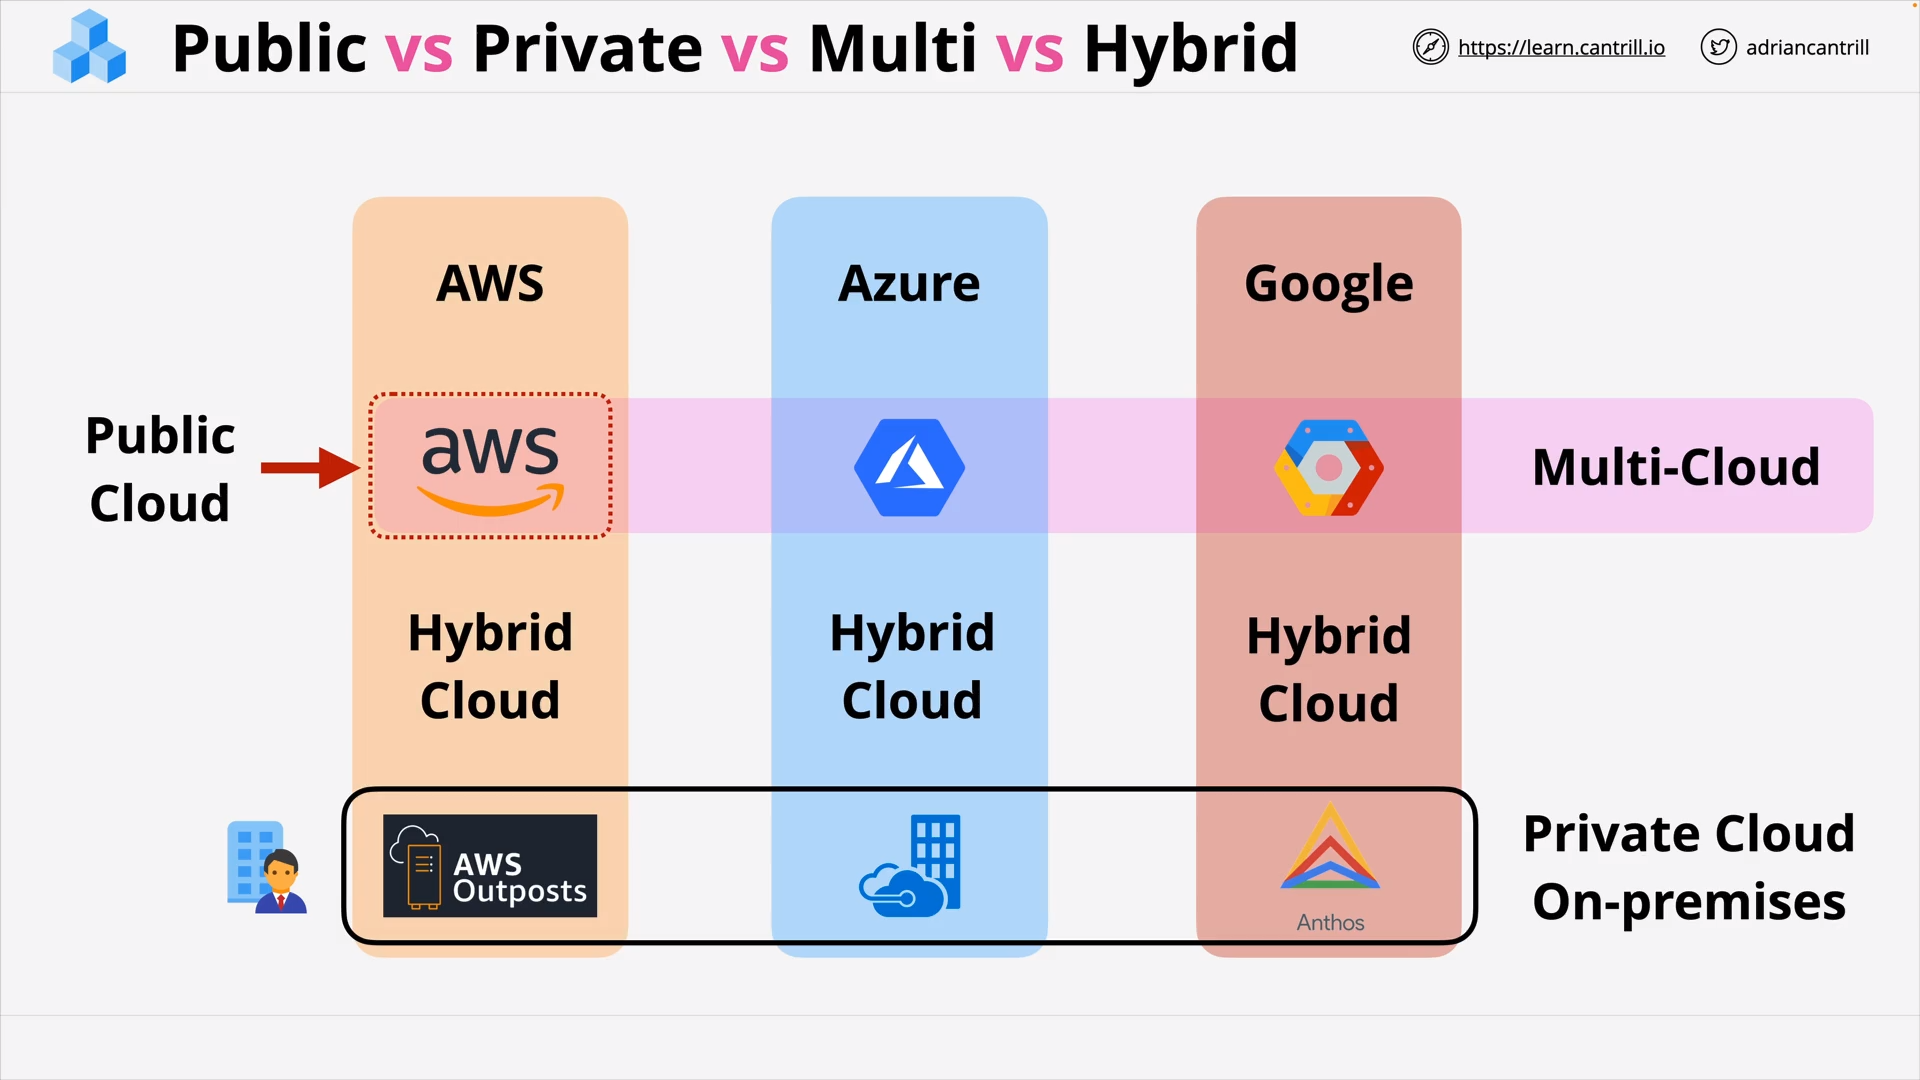 Public vs Private vs Multi vs Hybrid
https://learn.cantrill.io
adriancantrill
AWS
Azure
Google
Public
Cloud
aws
Multi-Cloud
Hybrid
Cloud
Hybrid
Cloud
Hybrid
Cloud
AWS
Outposts
Anthos
Private Cloud
On-premises